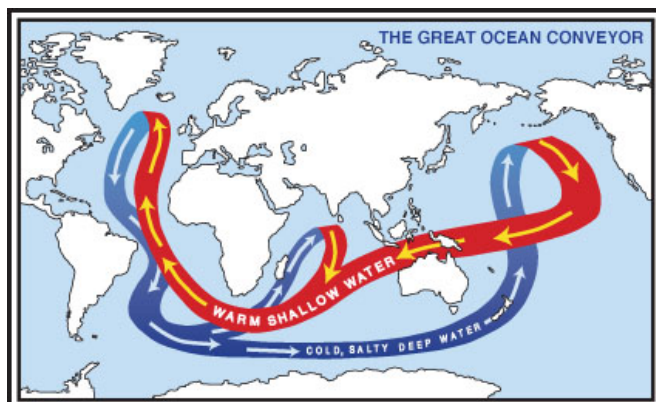 THE GREAT OCEAN CONVEYOR
WARM SHALLOW WATER
COLD, SALTY DEEP WATER